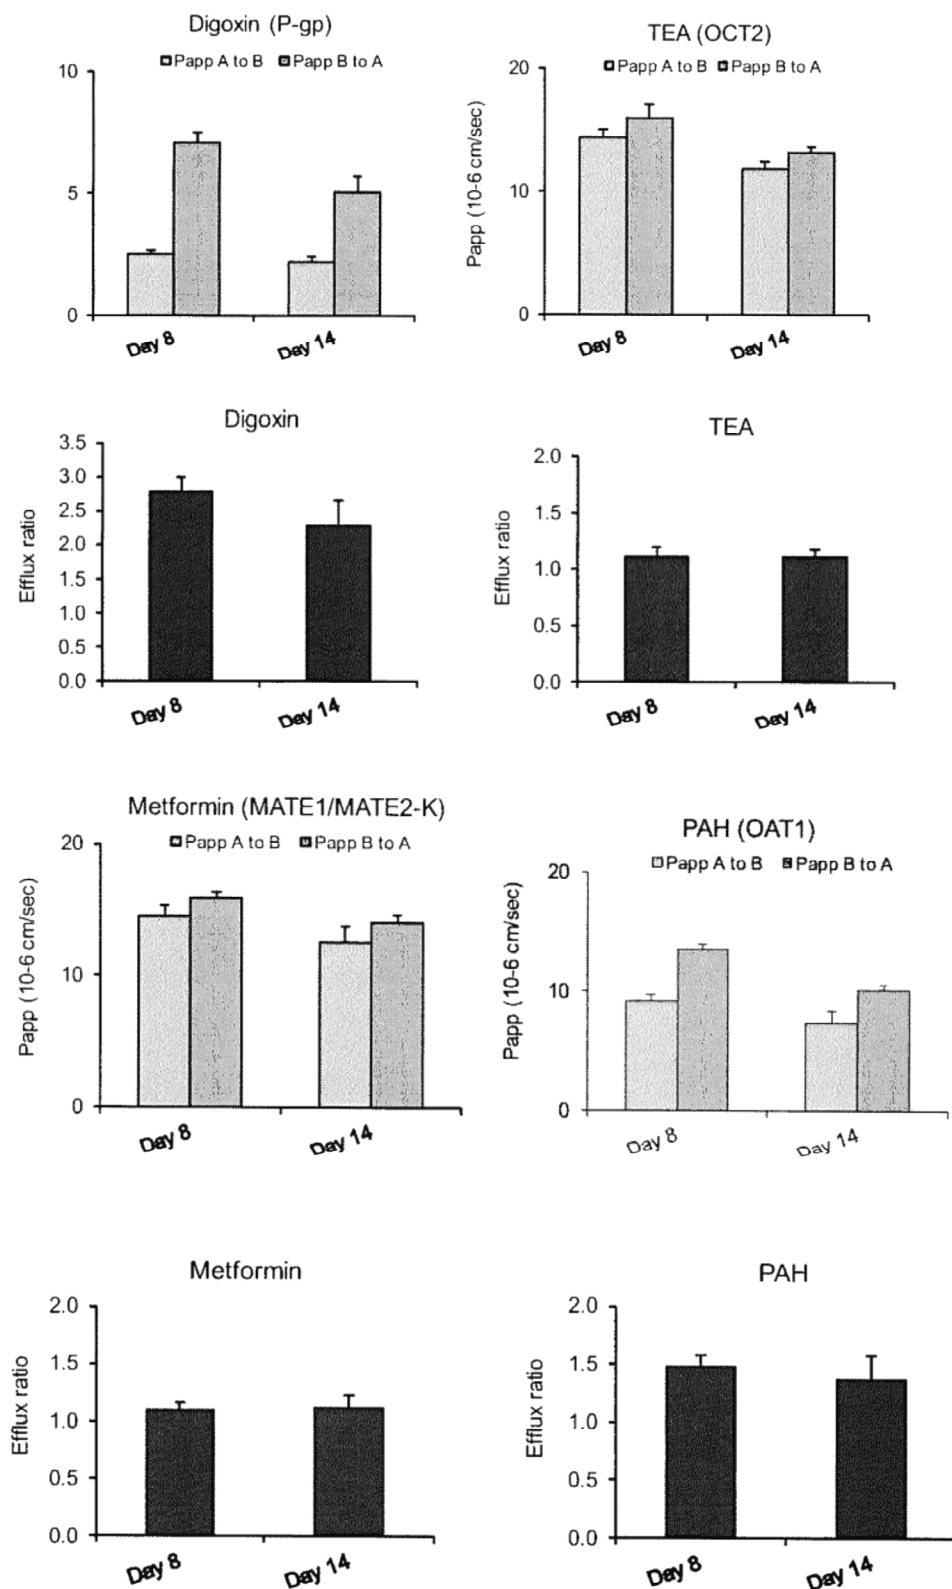 Digoxin (P-gp)
Papp A to B Papp B to A
10
5
0
Day 8 Day 14
TEA (OCT2)
Papp A to B Papp B to A
Papp (10-6 cm/sec)
20
10
0
Day 8 Day 14
Digoxin
Efflux ratio
3.5
3.0
2.5
2.0
1.5
1.0
0.5
0.0
Day 8 Day 14
TEA
Efflux ratio
2.0
1.5
1.0
0.5
0.0
Day 8 Day 14
Metformin (MATE1/MATE2-K)
Papp A to B Papp B to A
Papp (10-6 cm/sec)
20
10
0
Day 8 Day 14
PAH (OAT1)
Papp A to B Papp B to A
Papp (10-6 cm/sec)
20
10
0
Day 8 Day 14
Metformin
Efflux ratio
2.0
1.5
1.0
0.5
0.0
Day 8 Day 14
PAH
Efflux ratio
2.0
1.5
1.0
0.5
0.0
Day 8 Day 14